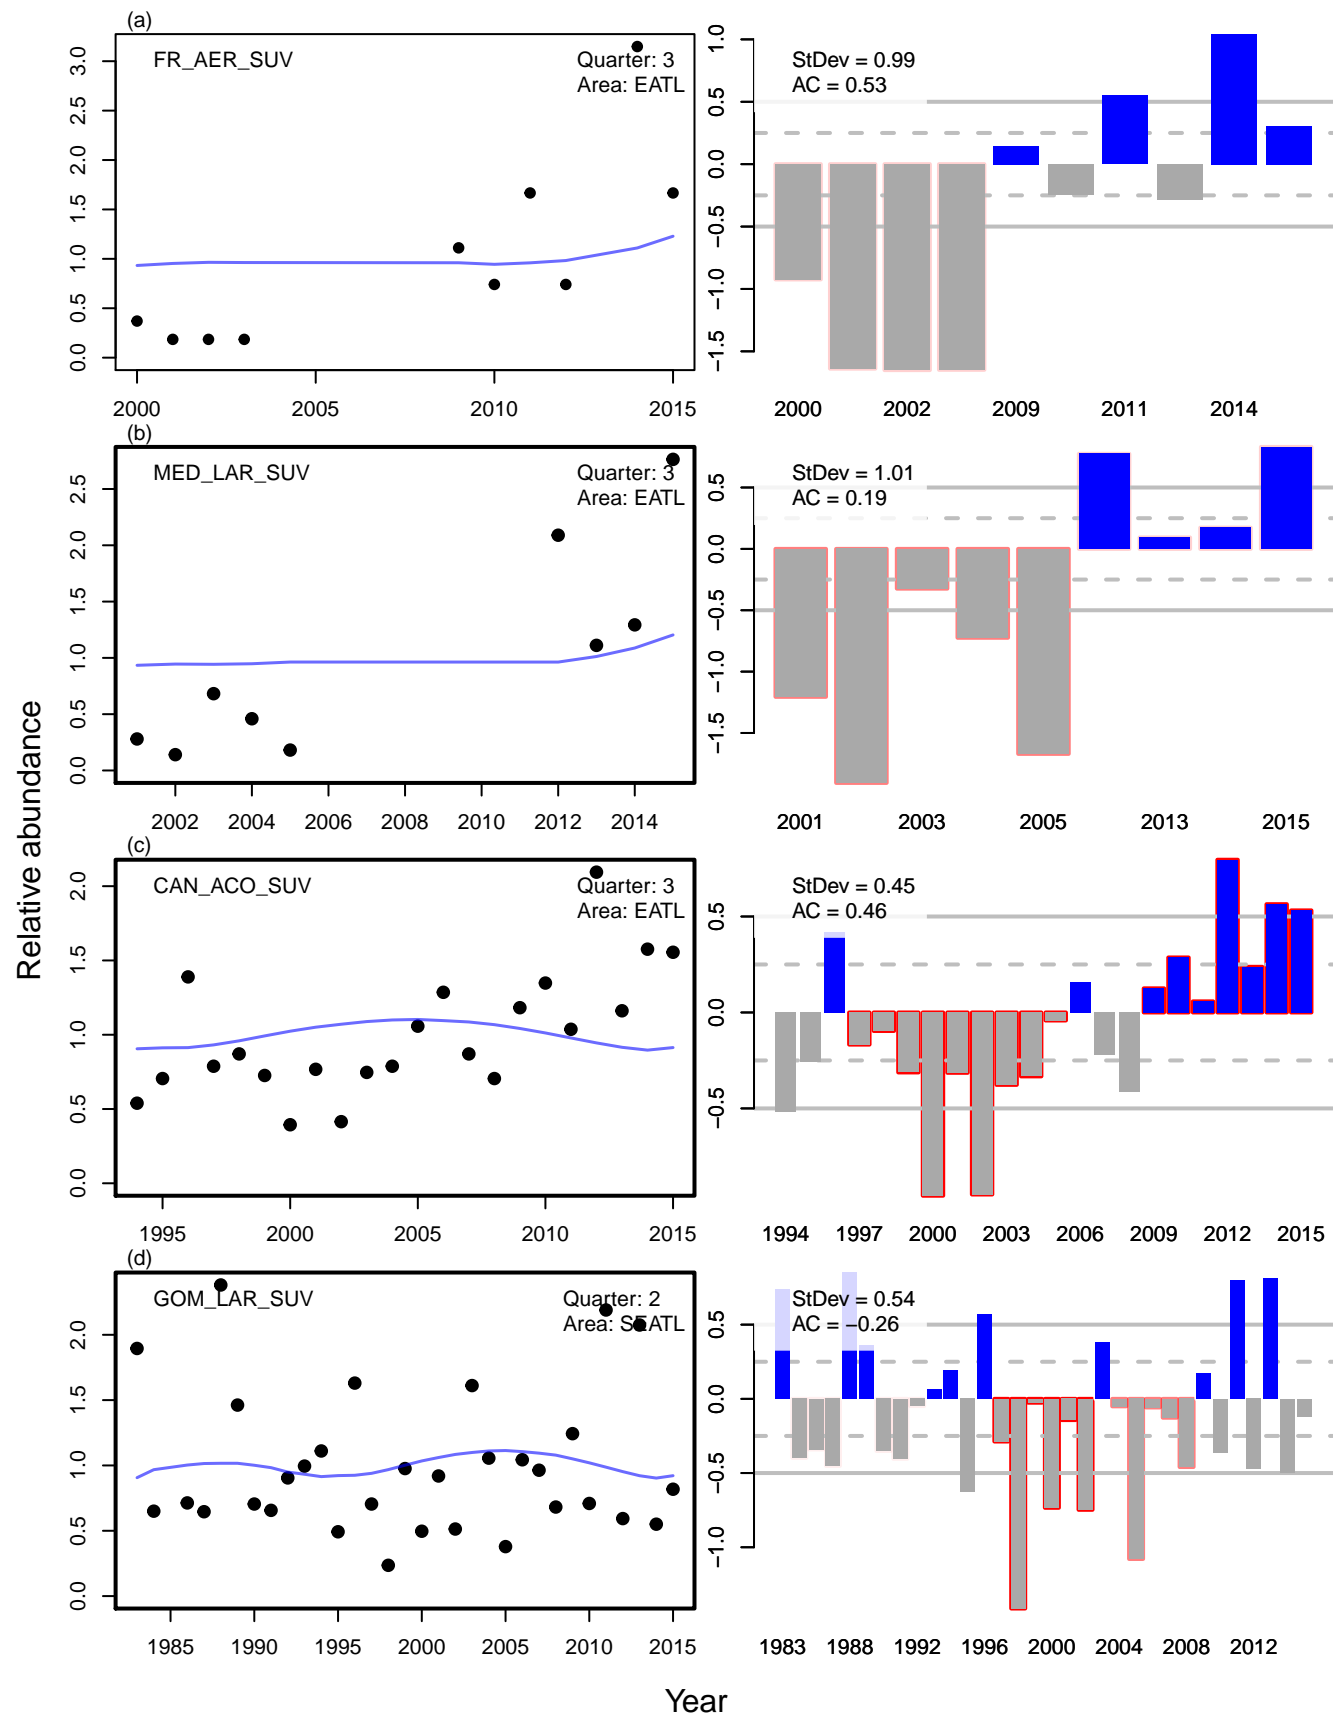 (a)
FR_AER_SUV
Quarter: 3
Area: EATL
0.0 0.5 1.0 1.5 2.0 2.5 3.0
2000 2005 2010 2015
StDev = 0.99
AC = 0.53
−1.5 −1.0 −0.5 0.0 0.5 1.0
2000 2002 2009 2011 2014
(b)
MED_LAR_SUV
Quarter: 3
Area: EATL
0.0 0.5 1.0 1.5 2.0 2.5
2002 2004 2006 2008 2010 2012 2014
StDev = 1.01
AC = 0.19
−1.5 −1.0 −0.5 0.0 0.5
2001 2003 2005 2013 2015
(c)
CAN_ACO_SUV
Quarter: 3
Area: EATL
0.0 0.5 1.0 1.5 2.0
1995 2000 2005 2010 2015
StDev = 0.45
AC = 0.46
−0.5 0.0 0.5
1994 1997 2000 2003 2006 2009 2012 2015
(d)
GOM_LAR_SUV
Quarter: 2
Area: SEATL
0.0 0.5 1.0 1.5 2.0
1985 1990 1995 2000 2005 2010 2015
StDev = 0.54
AC = −0.26
−1.0 −0.5 0.0 0.5
1983 1988 1992 1996 2000 2004 2008 2012
Relative abundance
Year